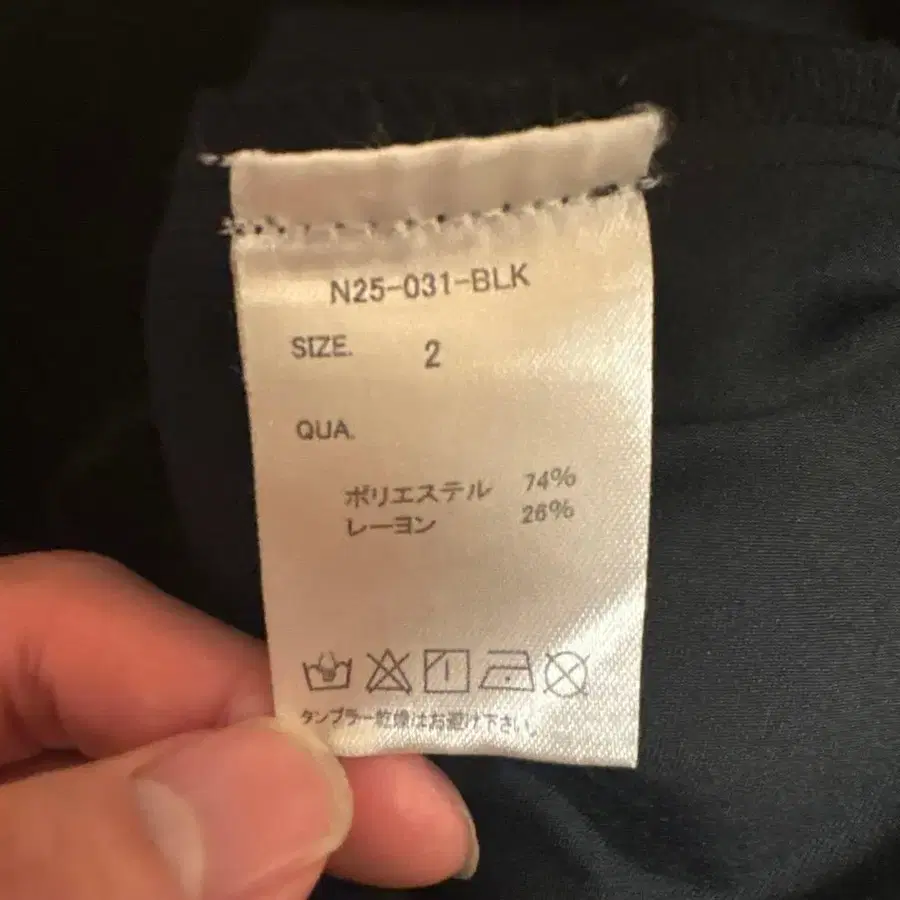 N25-031-BLK
SIZE. 2
QUA.
ポリエステル 74%
レーヨン 26%
タンブラー乾燥はお避け下さい。